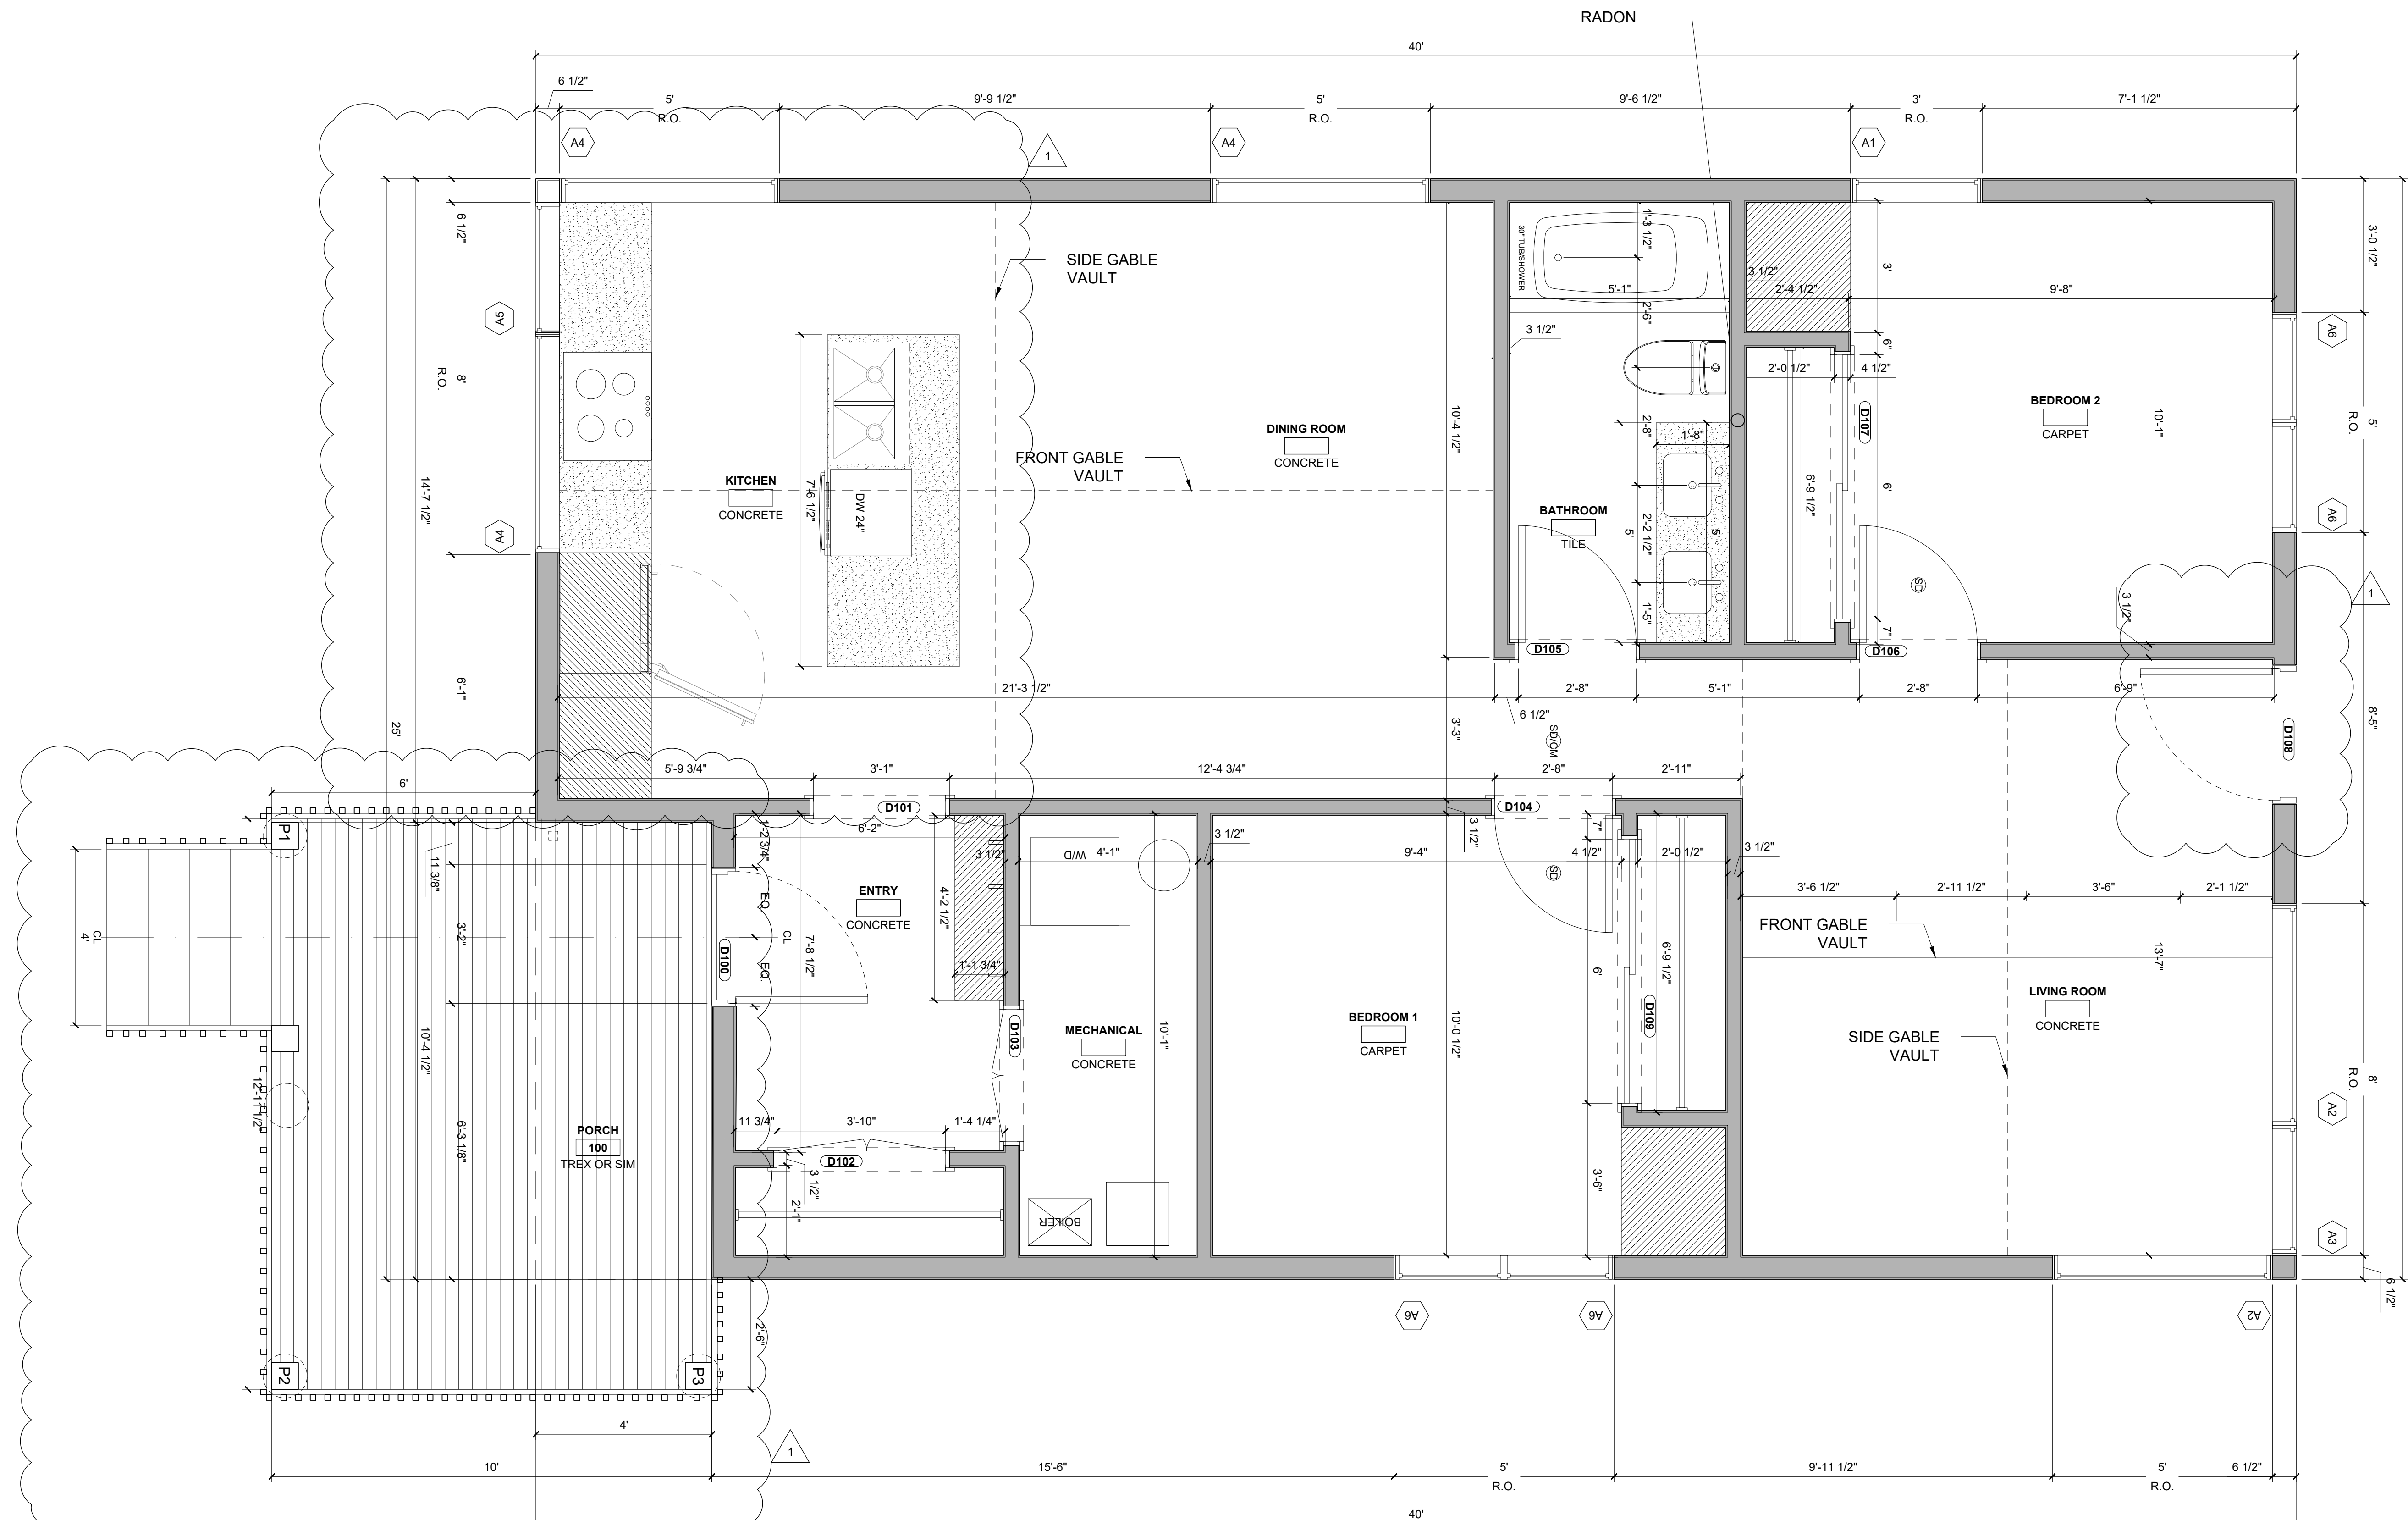 RADON
40'
6 1/2"
5'
R.O.
9'-9 1/2"
5'
R.O.
9'-6 1/2"
3'
R.O.
7'-1 1/2"
A4
1
A4
A1
6 1/2"
A5
8'
R.O.
A4
14'-7 1/2"
25'
6'-1"
SIDE GABLE
VAULT
FRONT GABLE
VAULT
KITCHEN
CONCRETE
7'-6 1/2"
DW 24"
DINING ROOM
CONCRETE
10'-4 1/2"
30" TUB/SHOWER
1'-3 1/2"
5'-1"
2'-6"
3 1/2"
2'-8"
1'-8"
BATHROOM
TILE
5'
2'-2 1/2"
5'
1'-5"
3 1/2"
2'-4 1/2"
3'
9'-8"
6"
2'-0 1/2"
4 1/2"
D107
6'-9 1/2"
6'
7"
BEDROOM 2
CARPET
10'-1"
SD
3'-0 1/2"
A6
5'
R.O.
A6
3 1/2"
1
8'-5"
D108
D105
D106
21'-3 1/2"
2'-8"
5'-1"
2'-8"
6'-9"
6 1/2"
SD/CM
3'-3"
5'-9 3/4"
3'-1"
12'-4 3/4"
2'-8"
2'-11"
D101
D104
3 1/2"
6'
P1
11 3/8"
3'-2"
4'
CL
10'-4 1/2"
12'-11 1/2"
6'-3 1/8"
PORCH
100
TREX OR SIM
P2
P3
2'-6"
D100
1'-2 3/4"
EQ.
CL
EQ.
6'-2"
7'-8 1/2"
ENTRY
CONCRETE
4'-2 1/2"
1'-1 3/4"
3 1/2"
W/D
4'-1"
3 1/2"
D103
MECHANICAL
CONCRETE
10'-1"
BOILER
11 3/4"
3'-10"
1'-4 1/4"
D102
3 1/2"
2'-1"
9'-4"
4 1/2"
2'-0 1/2"
3 1/2"
7"
SD
BEDROOM 1
CARPET
10'-0 1/2"
6'
6'-9 1/2"
D109
3'-6"
3'-6 1/2"
2'-11 1/2"
3'-6"
2'-1 1/2"
FRONT GABLE
VAULT
13'-7"
LIVING ROOM
CONCRETE
SIDE GABLE
VAULT
8'
R.O.
A2
A3
6 1/2"
A6
A6
A2
4'
1
10'
15'-6"
5'
R.O.
9'-11 1/2"
5'
R.O.
6 1/2"
40'